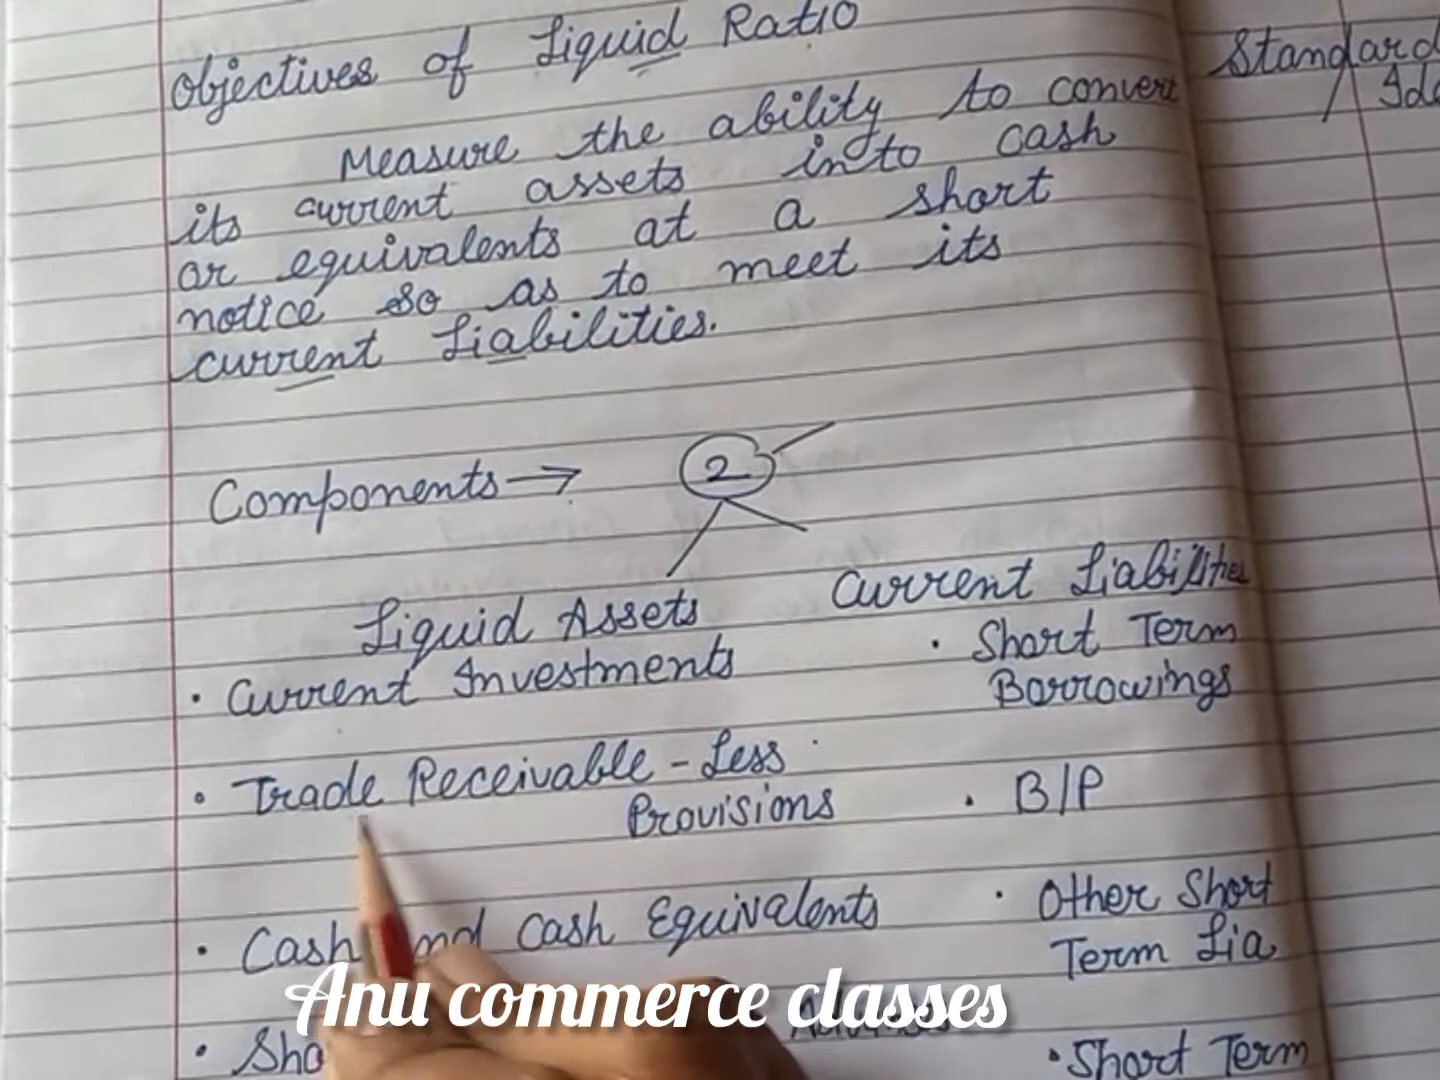 Objectives of Liquid Ratio
Measure the ability to convert
its current assets into cash
or equivalents at a short
notice so as to meet its
current Liabilities.
Standard
/
Components → 2
Liquid Assets
• Current Investments
• Trade Receivable - Less
Provisions
• Cash and Cash Equivalents
•
Current Liabilities
• Short Term
Borrowings
• B/P
• Other Short
Term Lia
• Short Term
Anu commerce classes